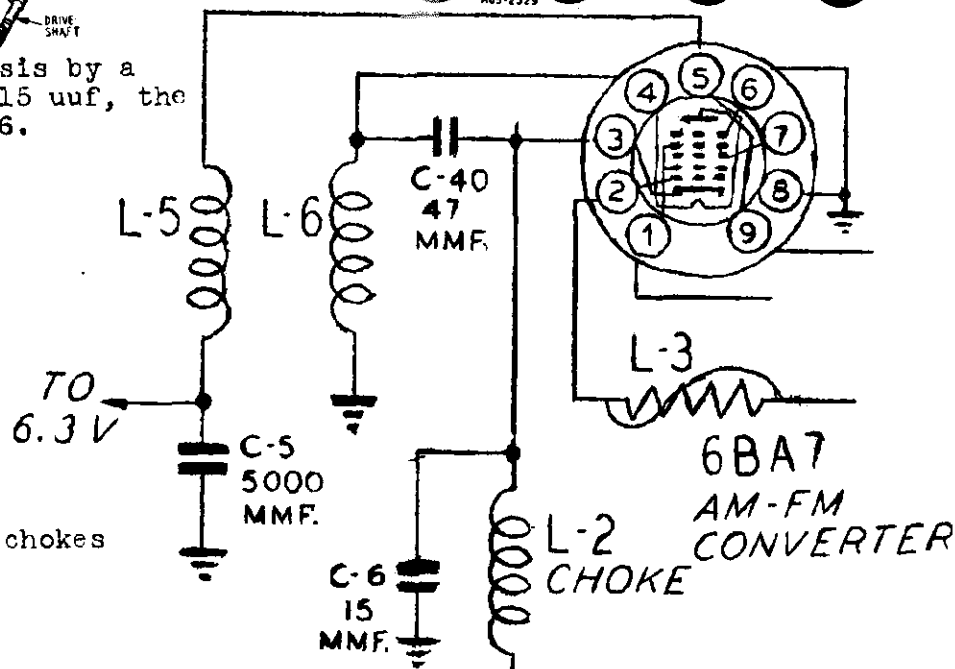 DRIVE
SHAFT
sis by a
15 uuf, the
6.
4
5
6
3
7
2
8
1
9
C-40
47
MMF.
L-5
L-6
L-3
TO
6.3 V
C-5
5000
MMF.
6BA7
AM-FM
CONVERTER
chokes
L-2
CHOKE
C-6
15
MMF.